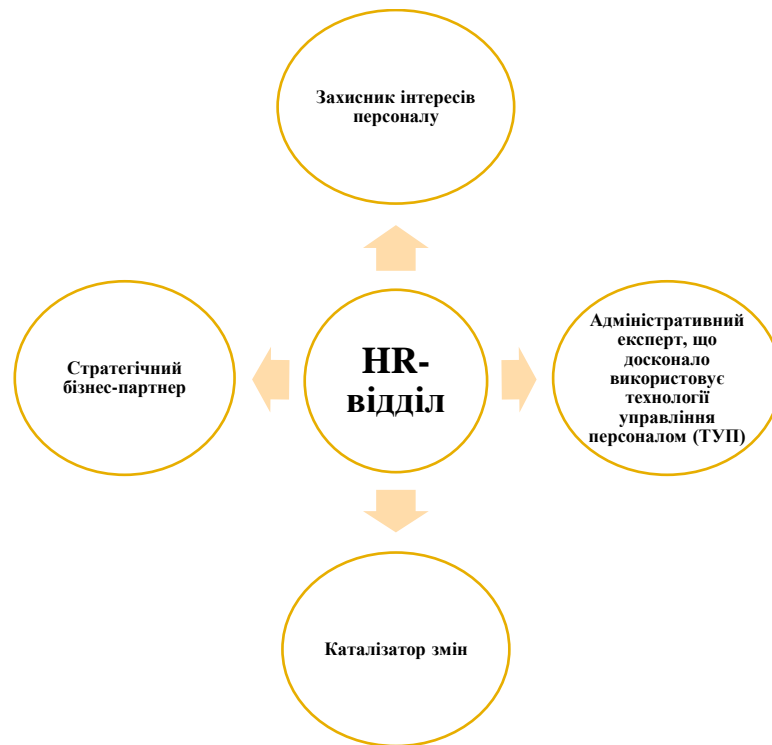 Захисник інтересів
персоналу
Стратегічний
бізнес-партнер
HR-
відділ
Адміністративний
експерт, що
досконало
використовує
технології
управління
персоналом (ТУП)
Каталізатор змін